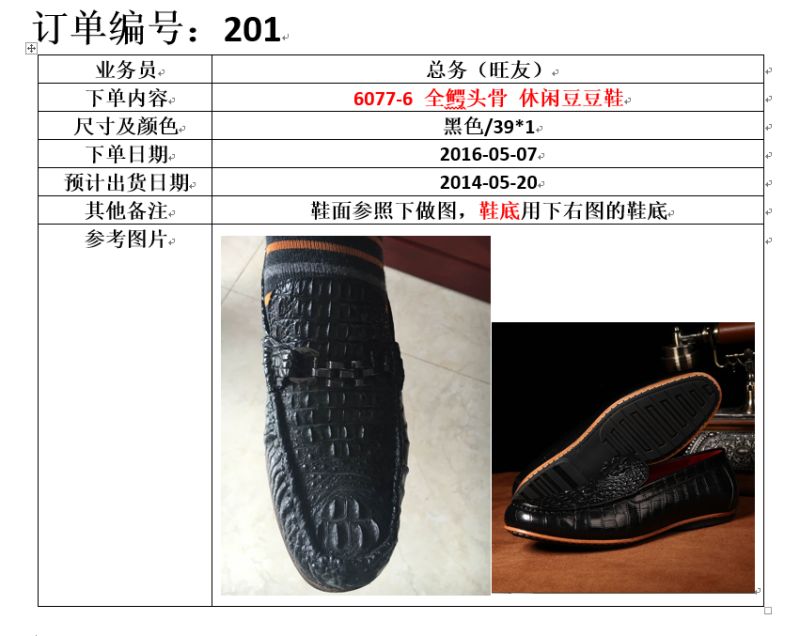 订单编号：201
业务员 总务（旺友）
下单内容 6077-6 全鳄头骨 休闲豆豆鞋
尺寸及颜色 黑色/39*1
下单日期 2016-05-07
预计出货日期 2014-05-20
其他备注 鞋面参照下做图，鞋底用下右图的鞋底
参考图片